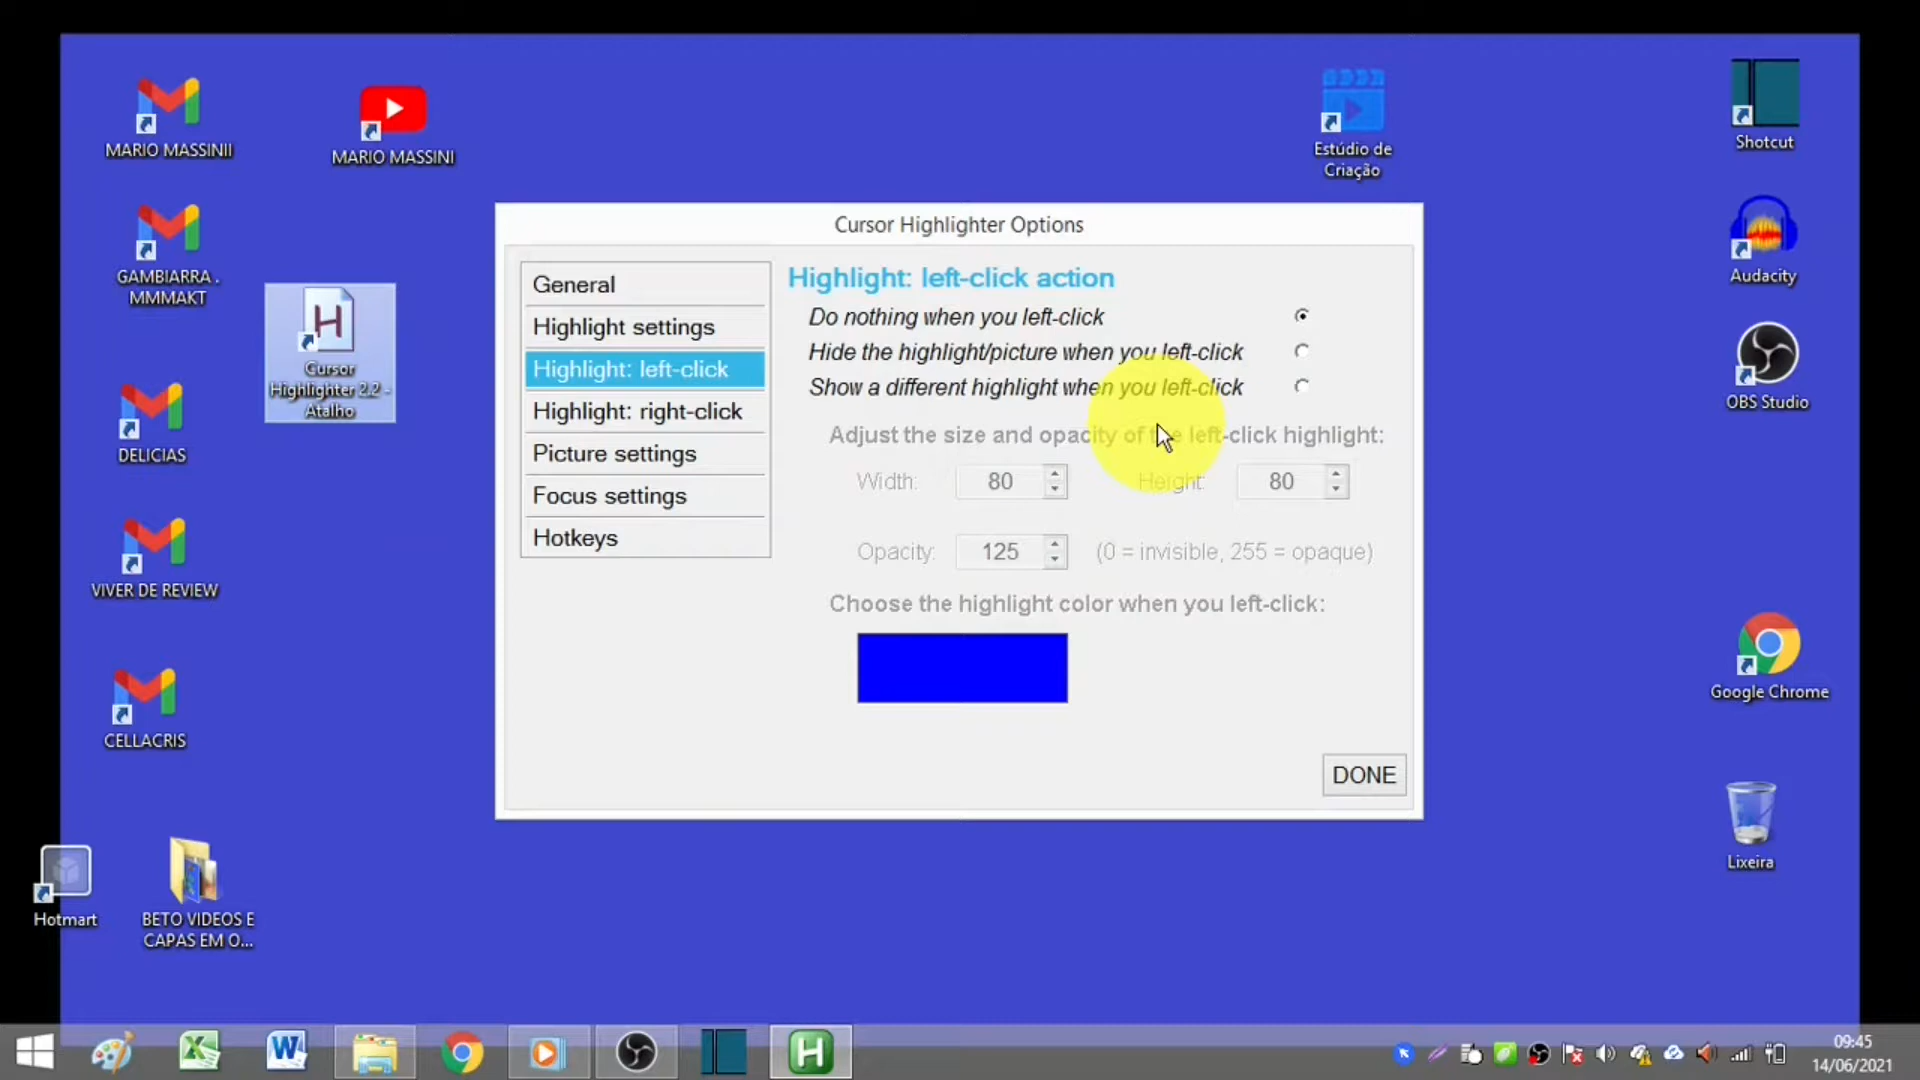 MARIO MASSINII
MARIO MASSINI
Estúdio de
Criação
Shotcut
GAMBIARRA .
MMMAKT
Cursor
Highlighter 2.2 -
Atalho
DELICIAS
VIVER DE REVIEW
CELLACRIS
Hotmart
BETO VIDEOS E
CAPAS EM O...
Cursor Highlighter Options
General
Highlight settings
Highlight: left-click
Highlight: right-click
Picture settings
Focus settings
Hotkeys
Highlight: left-click action
Do nothing when you left-click
Hide the highlight/picture when you left-click
Show a different highlight when you left-click
Adjust the size and opacity of the left-click highlight:
Width: 80 Height: 80
Opacity: 125 (0 = invisible, 255 = opaque)
Choose the highlight color when you left-click:
DONE
Audacity
OBS Studio
Google Chrome
Lixeira
09:45
14/06/2021